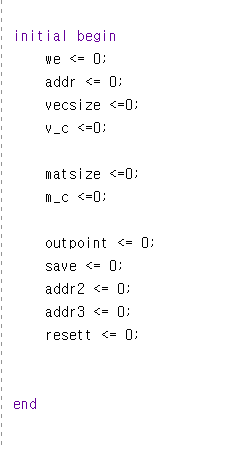 initial begin
we <= 0;
addr <= 0;
vecsize <=0;
v_c <=0;
matsize <=0;
m_c <=0;
outpoint <= 0;
save <= 0;
addr2 <= 0;
addr3 <= 0;
resett <= 0;
end